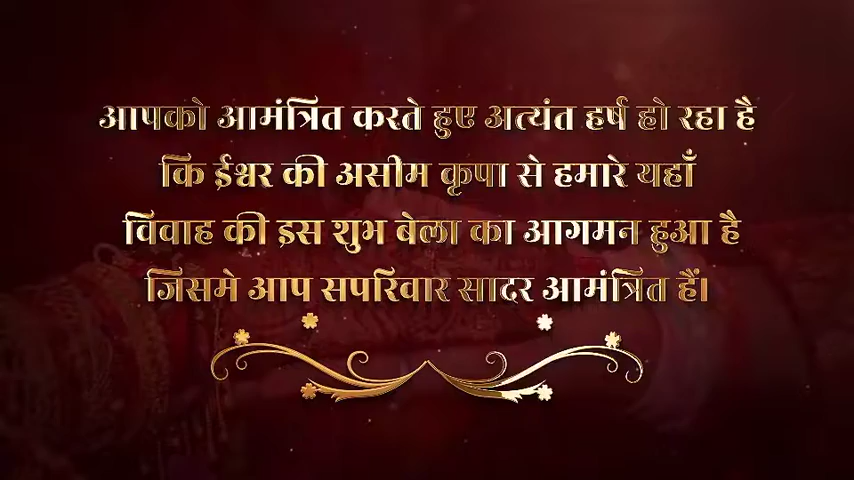 आपको आमंत्रित करते हुए अत्यंत हर्ष हो रहा है
कि ईश्वर की असीम कृपा से हमारे यहाँ
विवाह की इस शुभ बेला का आगमन हुआ है
जिसमे आप सपरिवार सादर आमंत्रित हैं।